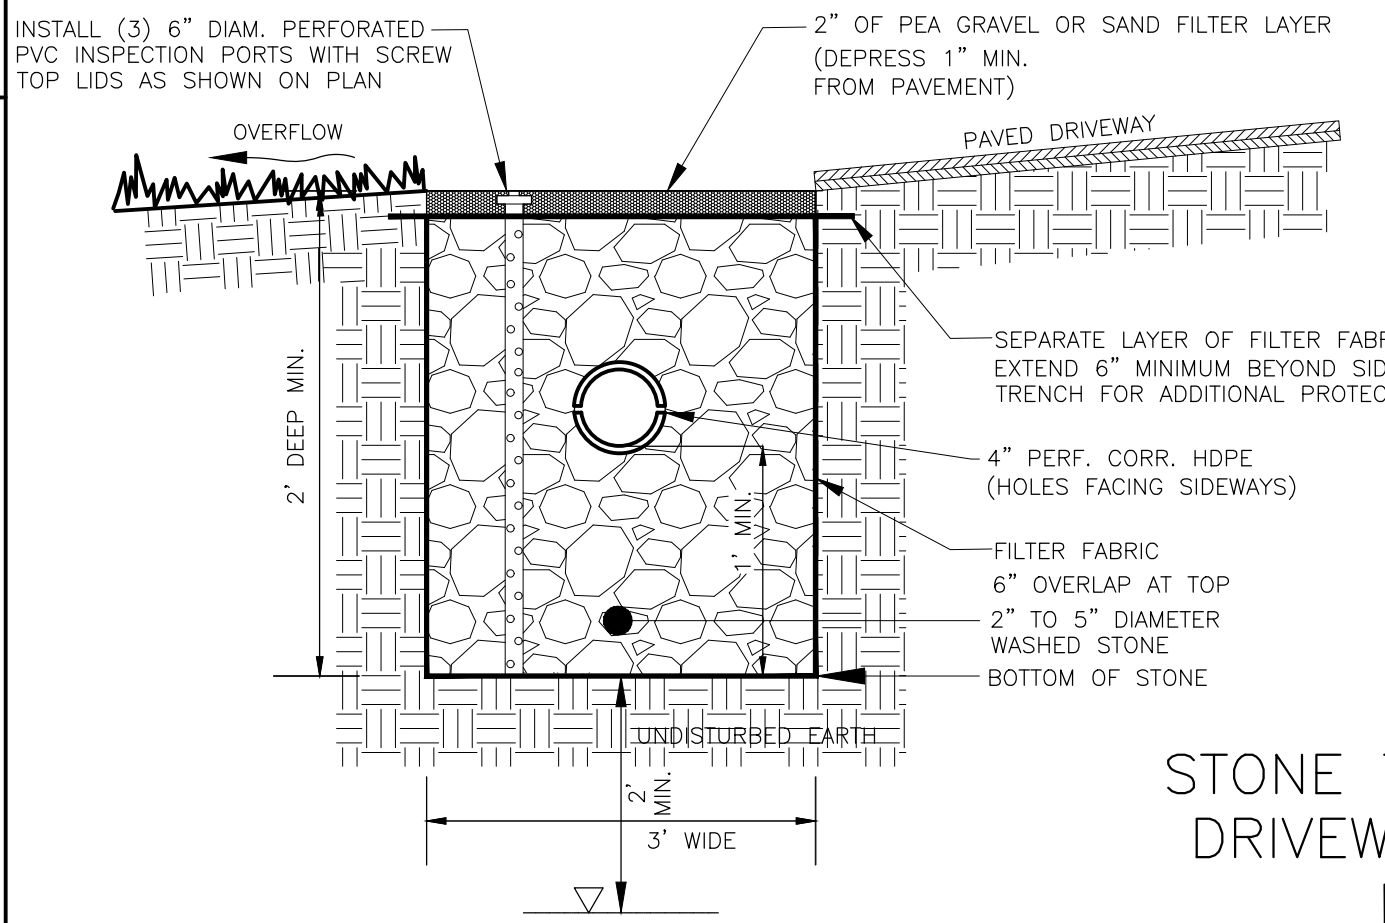 INSTALL (3) 6” DIAM. PERFORATED
PVC INSPECTION PORTS WITH SCREW
TOP LIDS AS SHOWN ON PLAN
2” OF PEA GRAVEL OR SAND FILTER LAYER
(DEPRESS 1” MIN.
FROM PAVEMENT)
OVERFLOW
PAVED DRIVEWAY
2’ DEEP MIN.
SEPARATE LAYER OF FILTER
EXTEND 6” MINIMUM BEYOND
TRENCH FOR ADDITIONAL
4” PERF. CORR. HDPE
(HOLES FACING SIDEWAYS)
1’ MIN.
FILTER FABRIC
6” OVERLAP AT TOP
2” TO 5” DIAMETER
WASHED STONE
BOTTOM OF STONE
UNDISTURBED EARTH
2’
MIN.
3’ WIDE
STONE